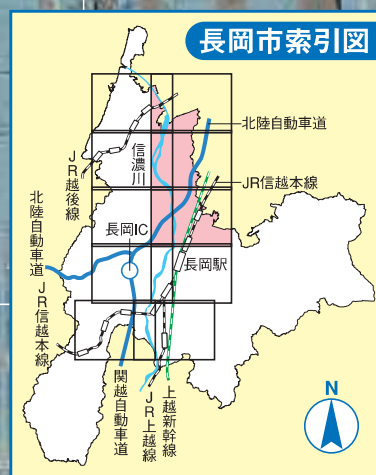 長岡市索引図
北陸自動車道
信濃川
JR越後線
JR信越本線
長岡IC
北陸自動車道
長岡駅
JR信越本線
関越自動車道
JR上越線
上越新幹線
N